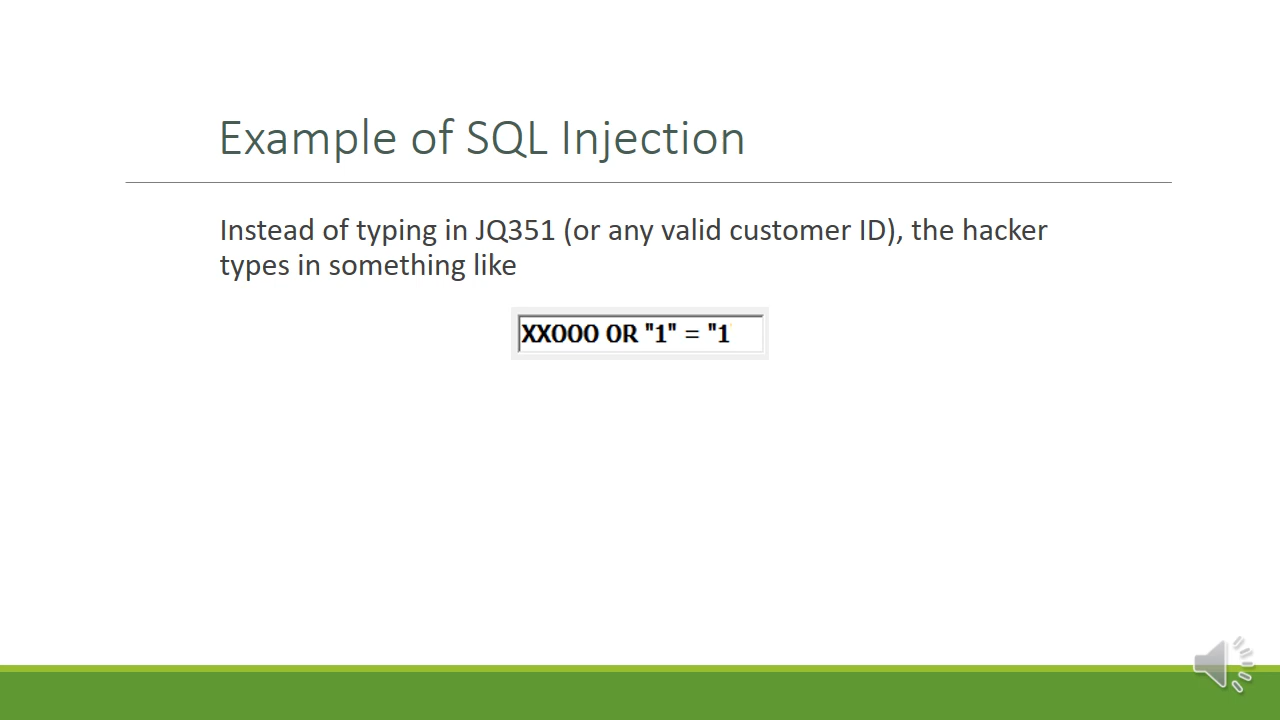 Example of SQL Injection
Instead of typing in JQ351 (or any valid customer ID), the hacker
types in something like
XX000 OR "1" = "1